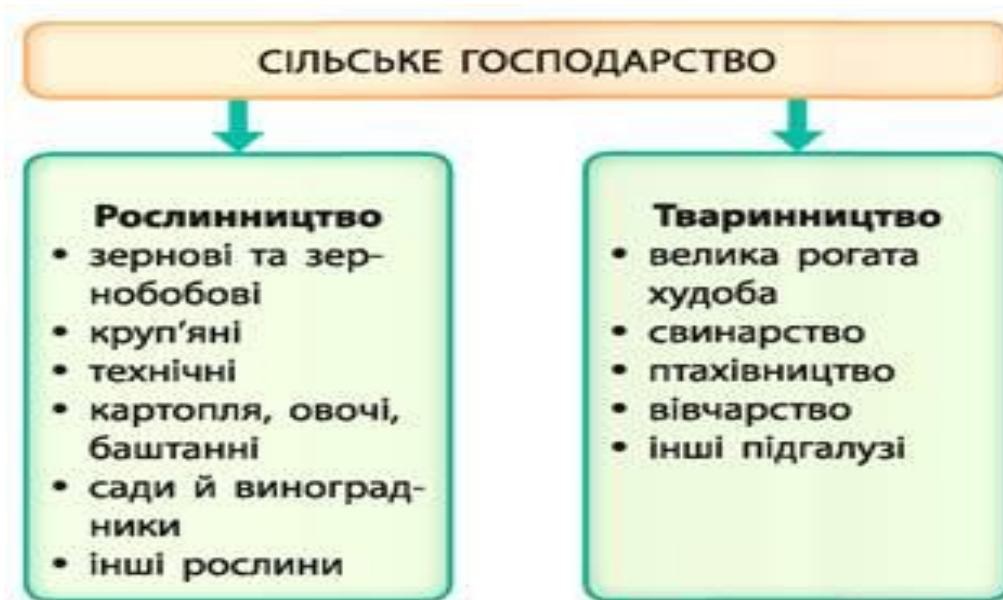 СІЛЬСЬКЕ ГОСПОДАРСТВО
Рослинництво
• зернові та зер-
нобобові
• круп'яні
• технічні
• картопля, овочі,
баштанні
• сади й виноград-
ники
• інші рослини
Тваринництво
• велика рогата
худоба
• свинарство
• птахівництво
• вівчарство
• інші підгалузі